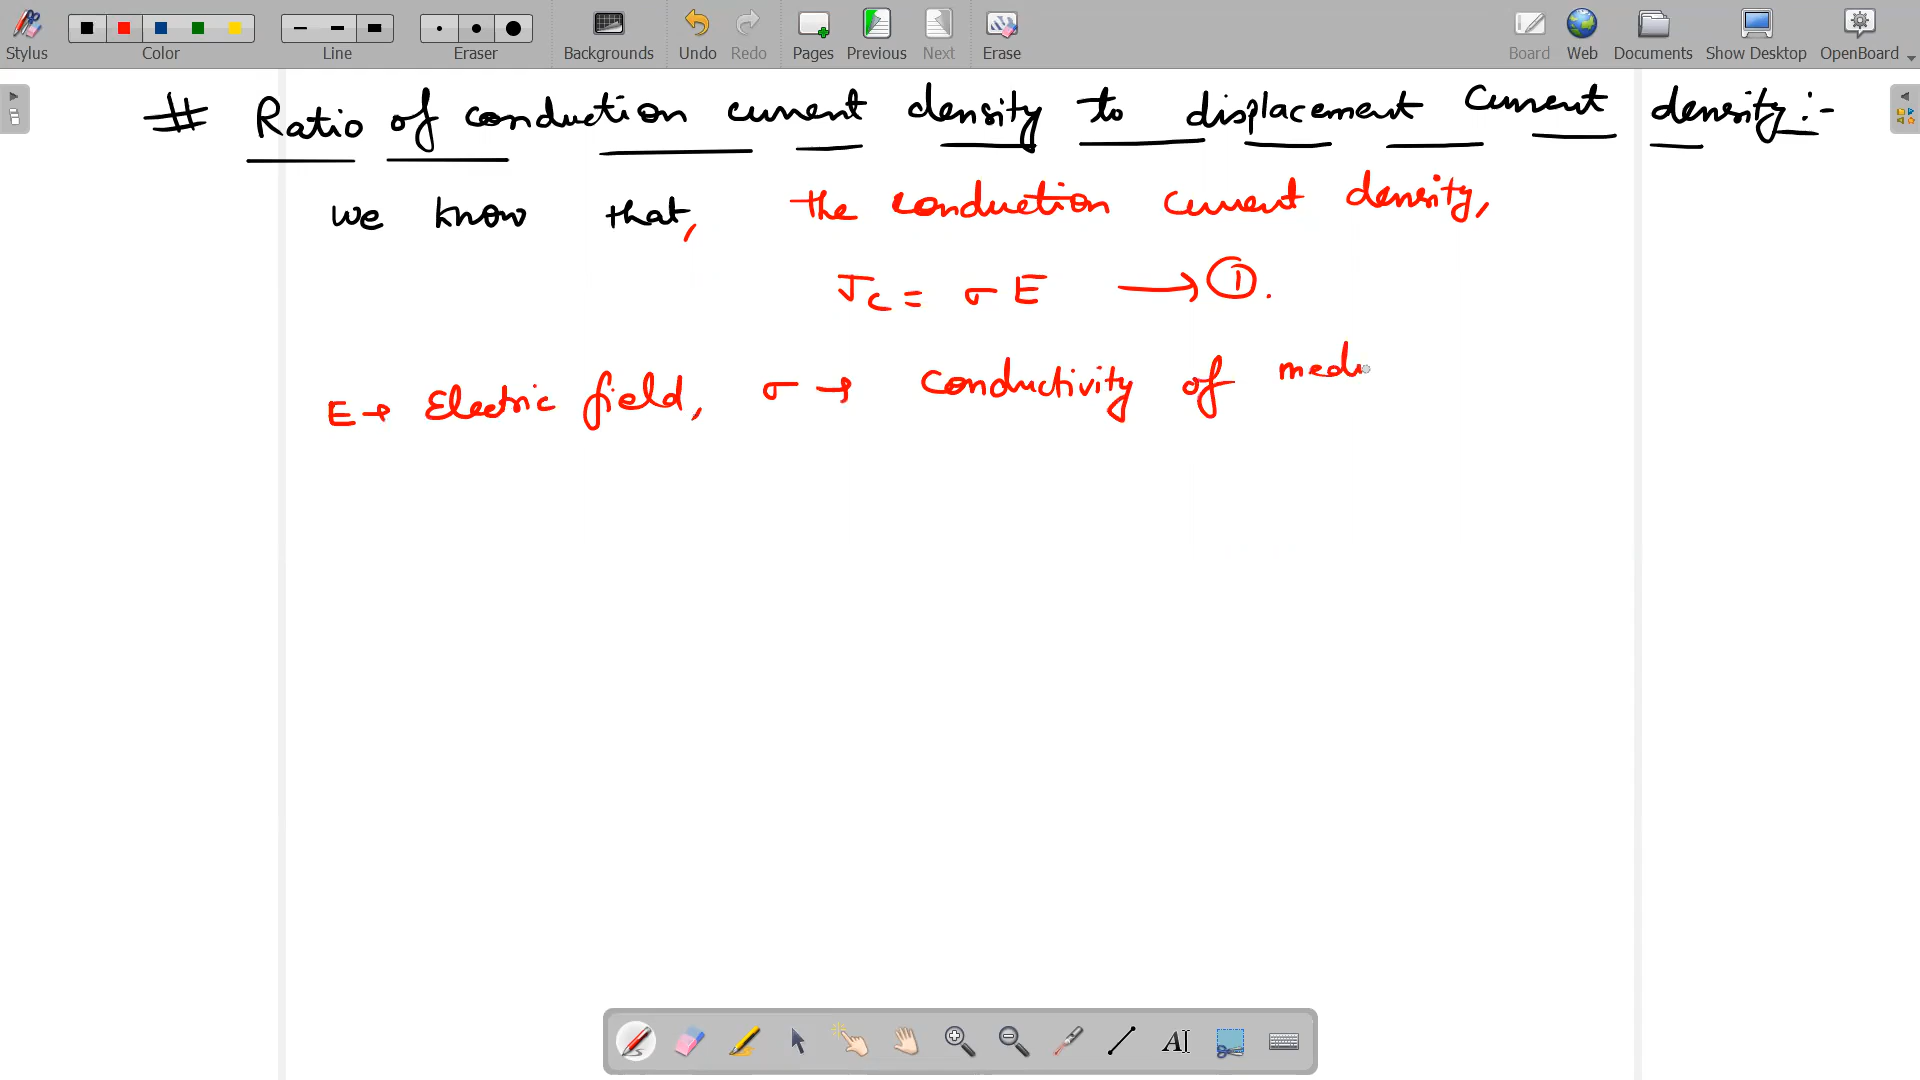 Stylus Color Line Eraser Backgrounds Undo Redo Pages Previous Next Erase Board Web Documents Show Desktop OpenBoard
# Ratio of conduction current density to displacement current density :-
we know that, the conduction current density,
Jc = σ E → ①.
E → Electric field, σ → conductivity of mediu
AI